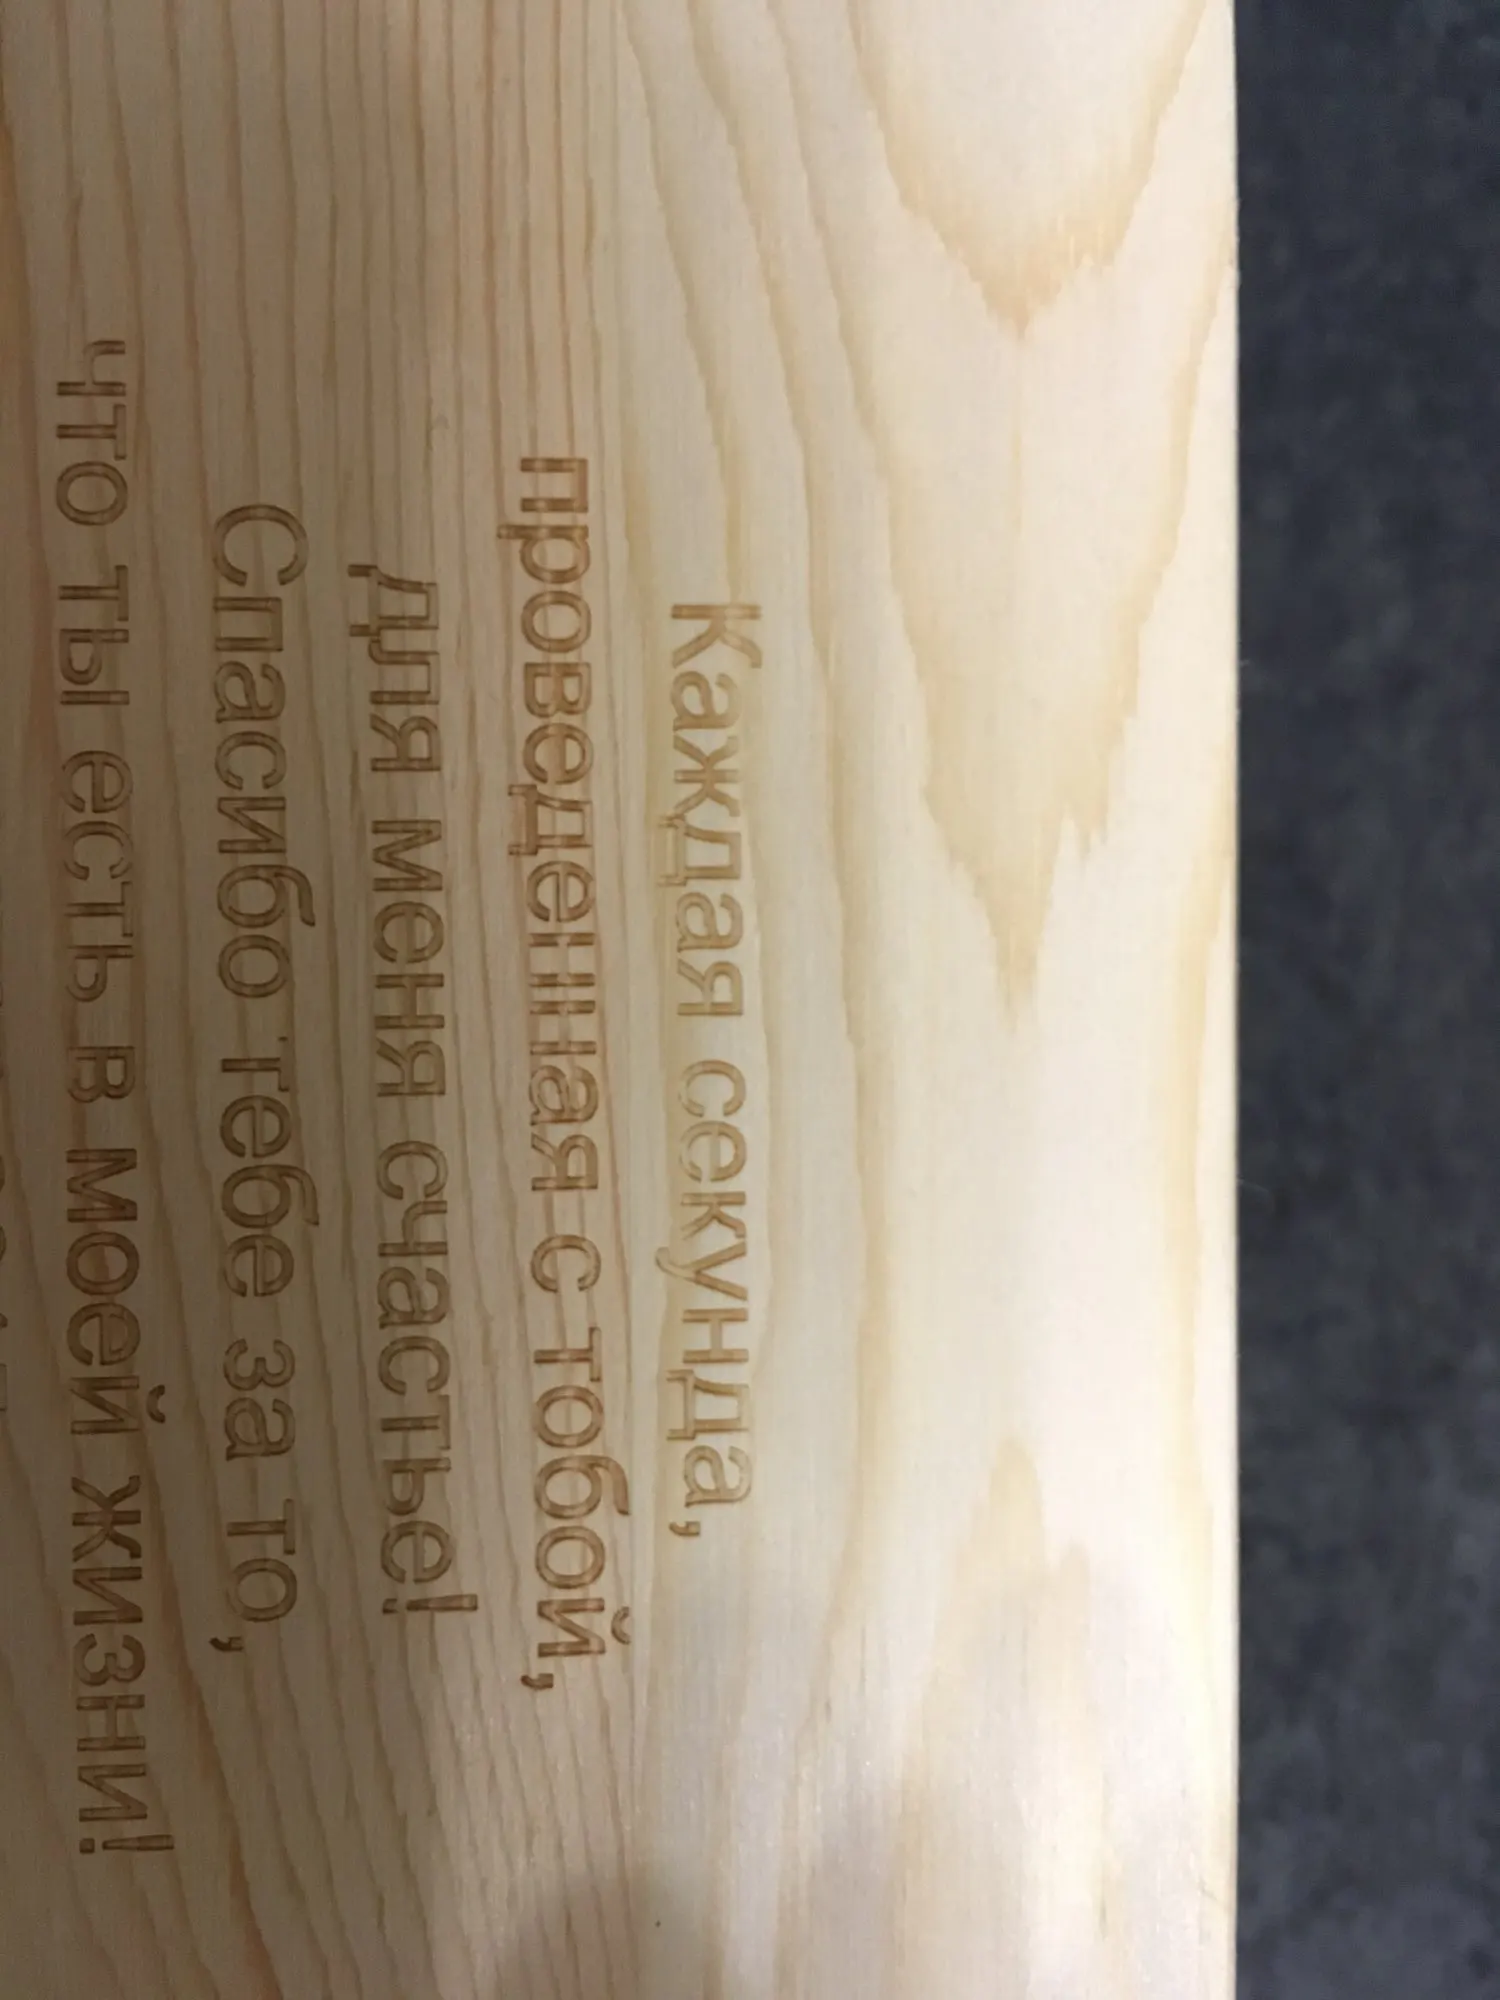 Каждая секунда,
проведенная с тобой,
для меня счастье!
Спасибо тебе за то,
что ты есть в моей жизни!